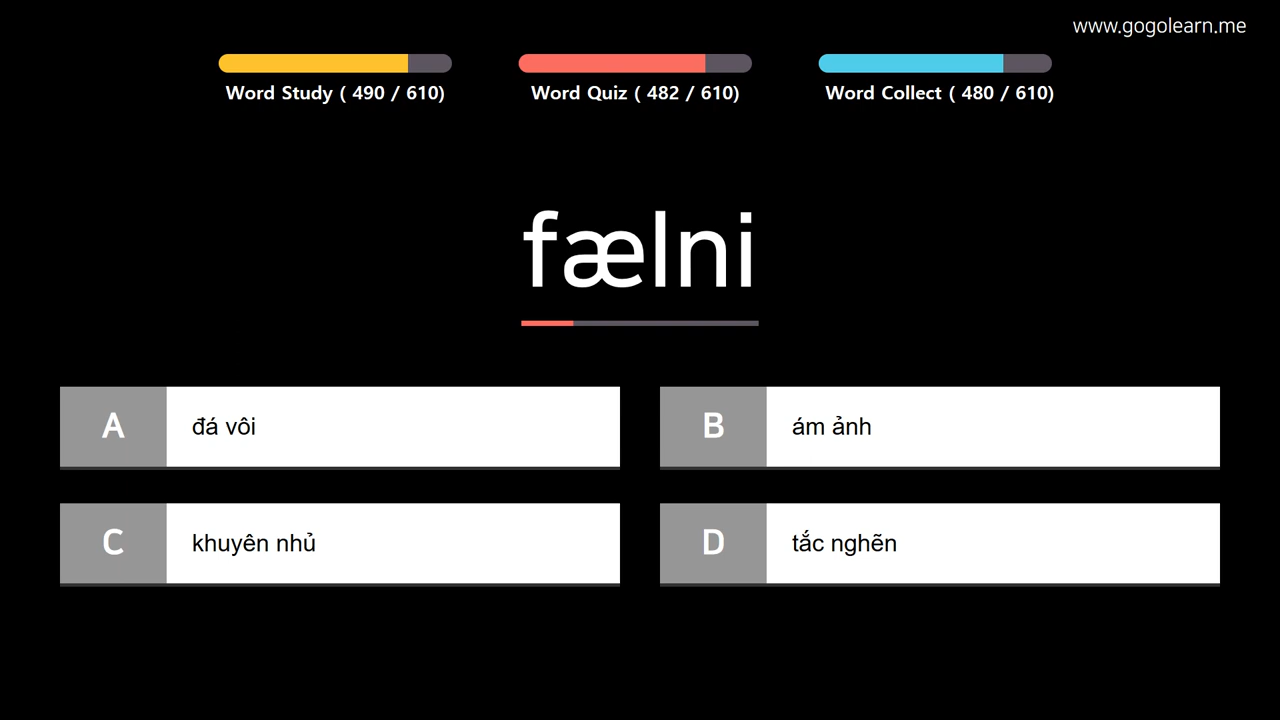 www.gogolearn.me
Word Study ( 490 / 610)
Word Quiz ( 482 / 610)
Word Collect ( 480 / 610)
fælni
A
đá vôi
B
ám ảnh
C
khuyên nhủ
D
tắc nghẽn